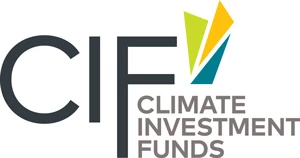 CIF
CLIMATE
INVESTMENT
FUNDS